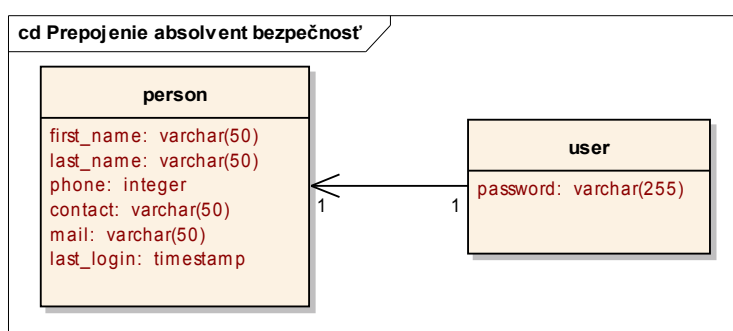 cd Prepojenie absolvent bezpečnosť
person
first_name: varchar(50)
last_name: varchar(50)
phone: integer
contact: varchar(50)
mail: varchar(50)
last_login: timestamp
1
1
user
password: varchar(255)